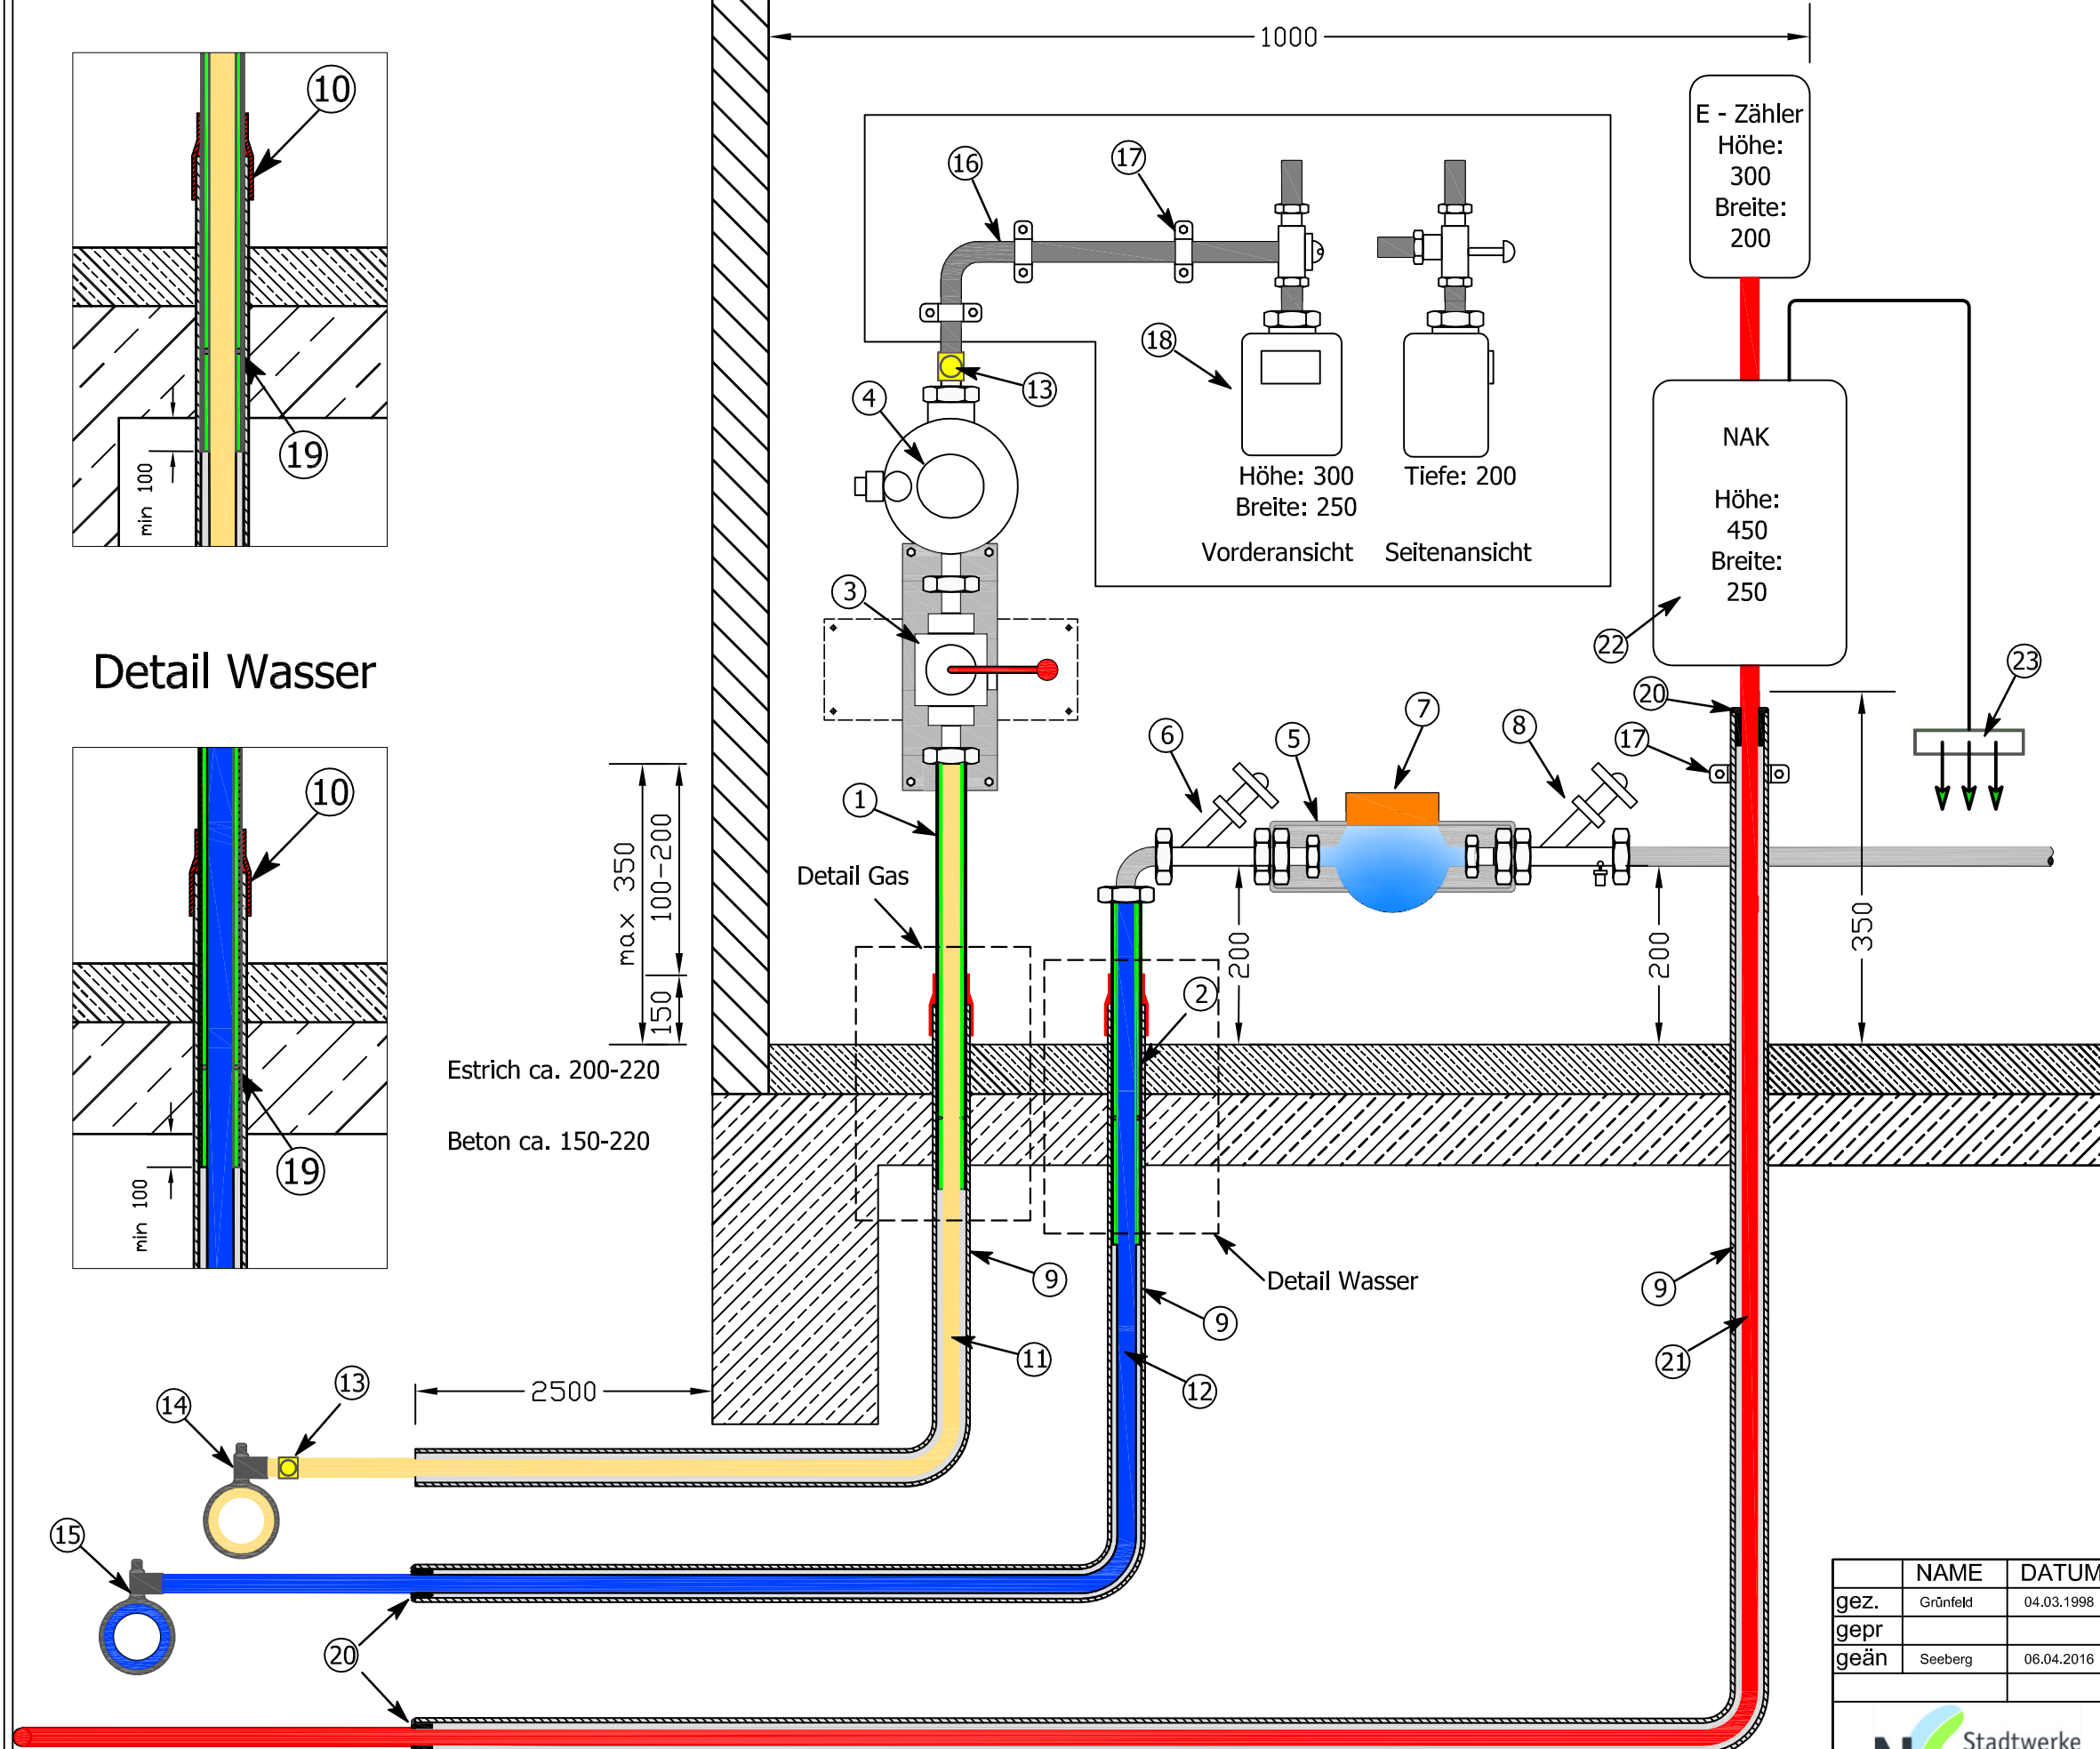 1000
10
E - Zähler
Höhe:
300
Breite:
200
16
17
18
13
4
19
min 100
Höhe: 300
Breite: 250
Tiefe: 200
Vorderansicht
Seitenansicht
NAK
Höhe:
450
Breite:
250
3
22
23
Detail Wasser
20
17
6
5
7
8
10
1
max 350
100-200
150
Detail Gas
200
200
350
2
Estrich ca. 200-220
Beton ca. 150-220
19
min 100
9
9
9
Detail Wasser
11
12
21
2500
13
14
15
20
NAME
DATUM
gez.
Grünfeld
04.03.1998
gepr
geän
Seeberg
06.04.2016
Stadtwerke